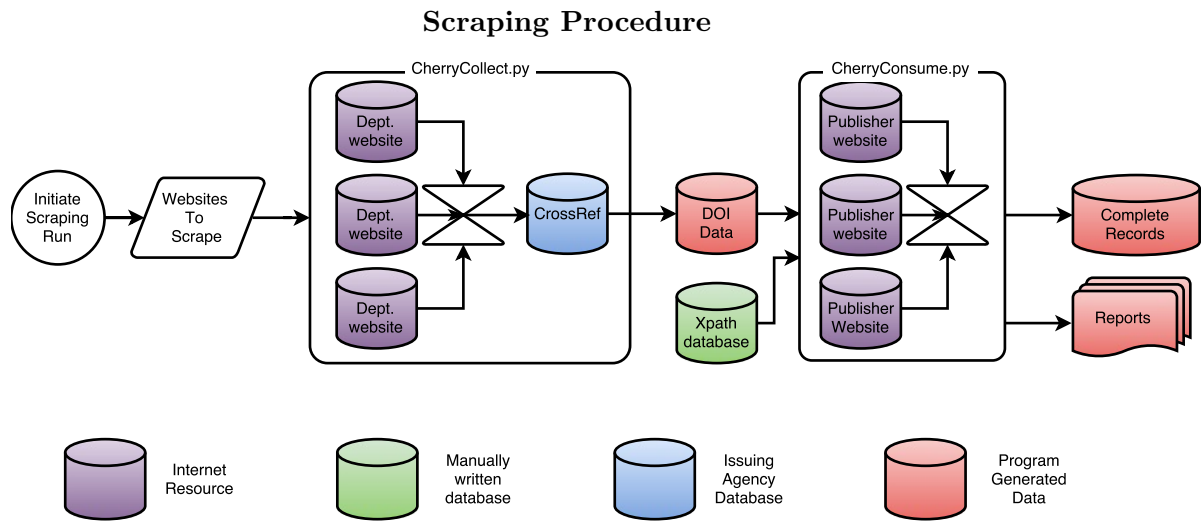 Scraping Procedure
CherryCollect.py
CherryConsume.py
Initiate
Scraping
Run
Websites
To
Scrape
Dept.
website
Dept.
website
Dept.
website
CrossRef
DOI
Data
Xpath
database
Publisher
website
Publisher
website
Publisher
Website
Complete
Records
Reports
Internet
Resource
Manually
written
database
Issuing
Agency
Database
Program
Generated
Data